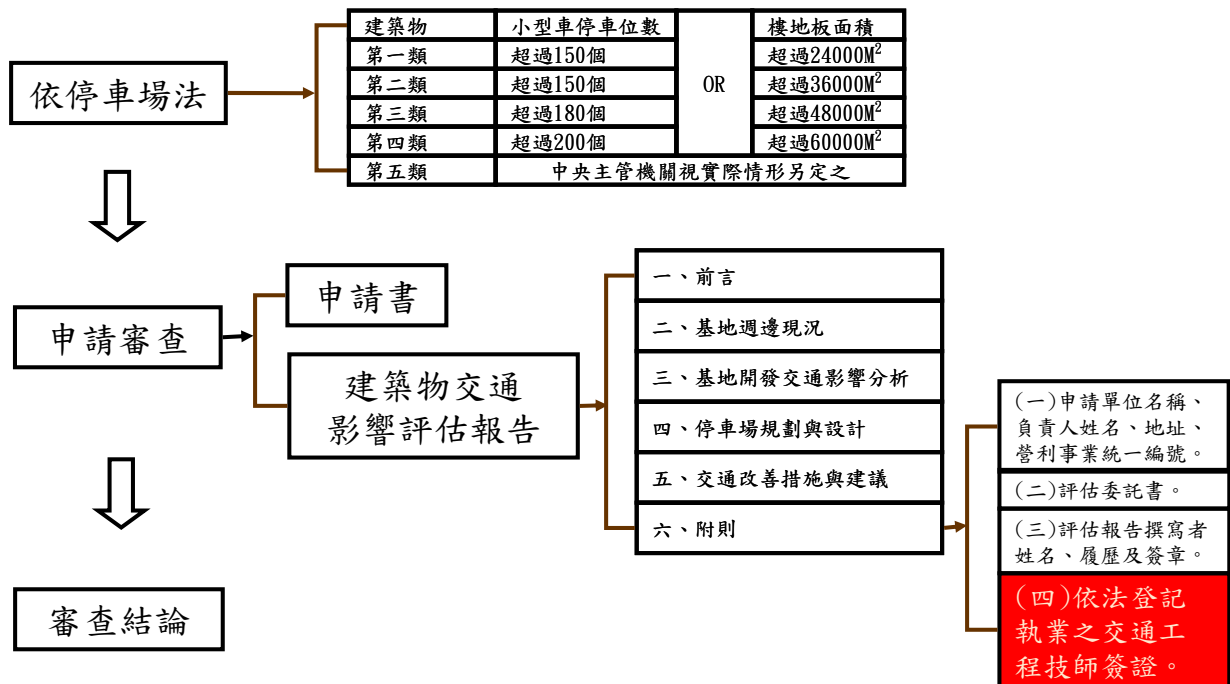 依停車場法
建築物 小型車停車位數 OR 樓地板面積
第一類 超過150個 超過24000M²
第二類 超過150個 超過36000M²
第三類 超過180個 超過48000M²
第四類 超過200個 超過60000M²
第五類 中央主管機關視實際情形另定之
申請審查
申請書
建築物交通
影響評估報告
一、前言
二、基地週邊現況
三、基地開發交通影響分析
四、停車場規劃與設計
五、交通改善措施與建議
六、附則
(一)申請單位名稱、
負責人姓名、地址、
營利事業統一編號。
(二)評估委託書。
(三)評估報告撰寫者
姓名、履歷及簽章。
(四)依法登記
執業之交通工
程技師簽證。
審查結論